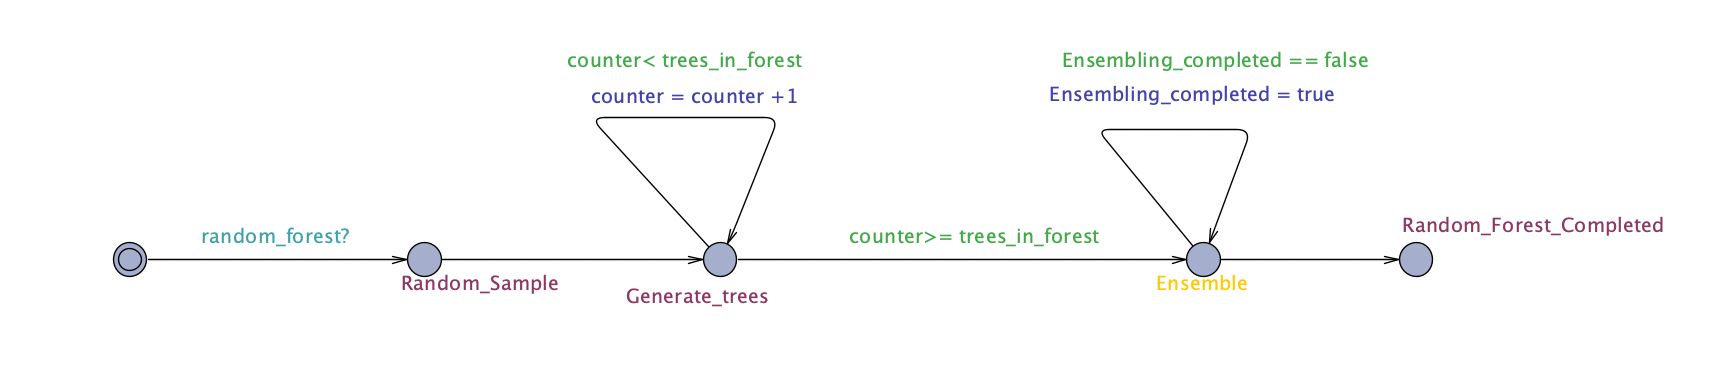 counter< trees_in_forest
counter = counter +1
Ensembling_completed == false
Ensembling_completed = true
random_forest?
Random_Sample
Generate_trees
counter>= trees_in_forest
Ensemble
Random_Forest_Completed